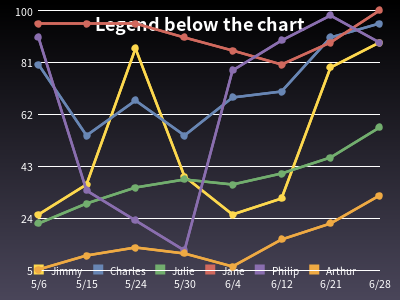 Legend below the chart
100
81
62
43
24
5
Jimmy Charles Julie Jane Philip Arthur
5/6 5/15 5/24 5/30 6/4 6/12 6/21 6/28